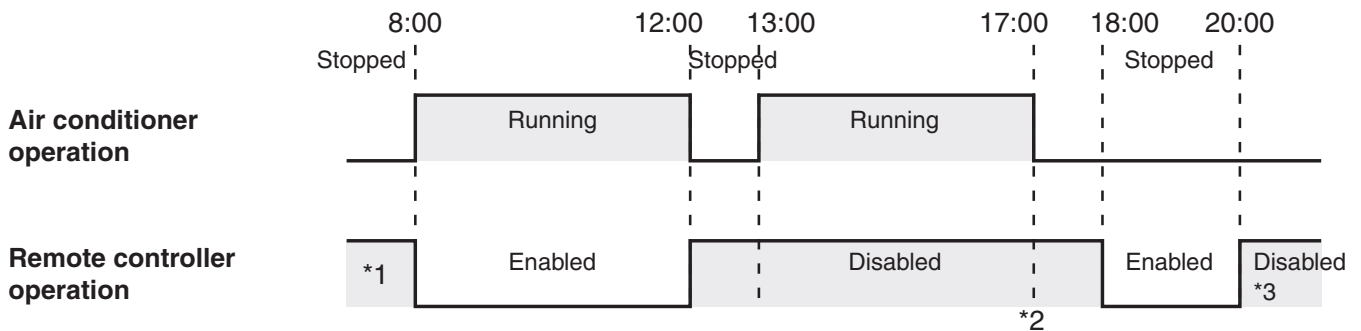 8:00 12:00 13:00 17:00 18:00 20:00
Stopped Stopped Stopped
Air conditioner
operation
Running Running
Remote controller
operation
*1 Enabled Disabled Enabled Disabled
*3
*2